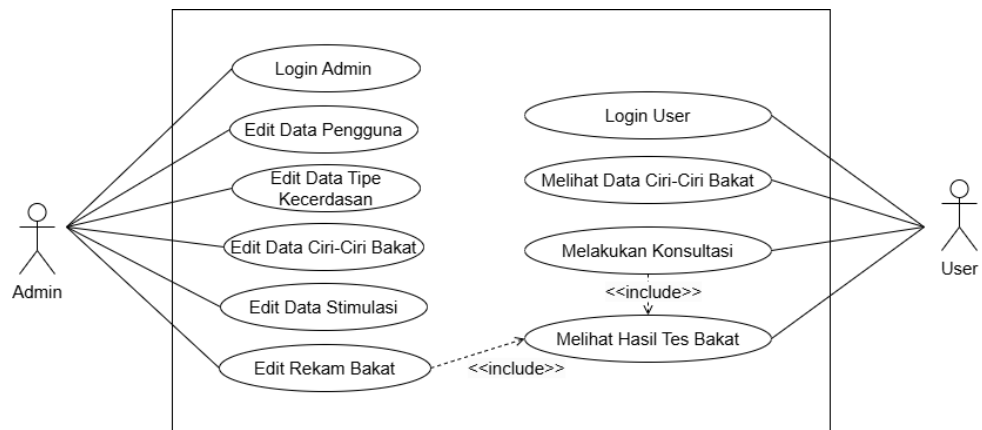 Login Admin
Edit Data Pengguna
Edit Data Tipe
Kecerdasan
Edit Data Ciri-Ciri Bakat
Edit Data Stimulasi
Edit Rekam Bakat
Admin
Login User
Melihat Data Ciri-Ciri Bakat
Melakukan Konsultasi
<<include>>
Melihat Hasil Tes Bakat
<<include>>
User